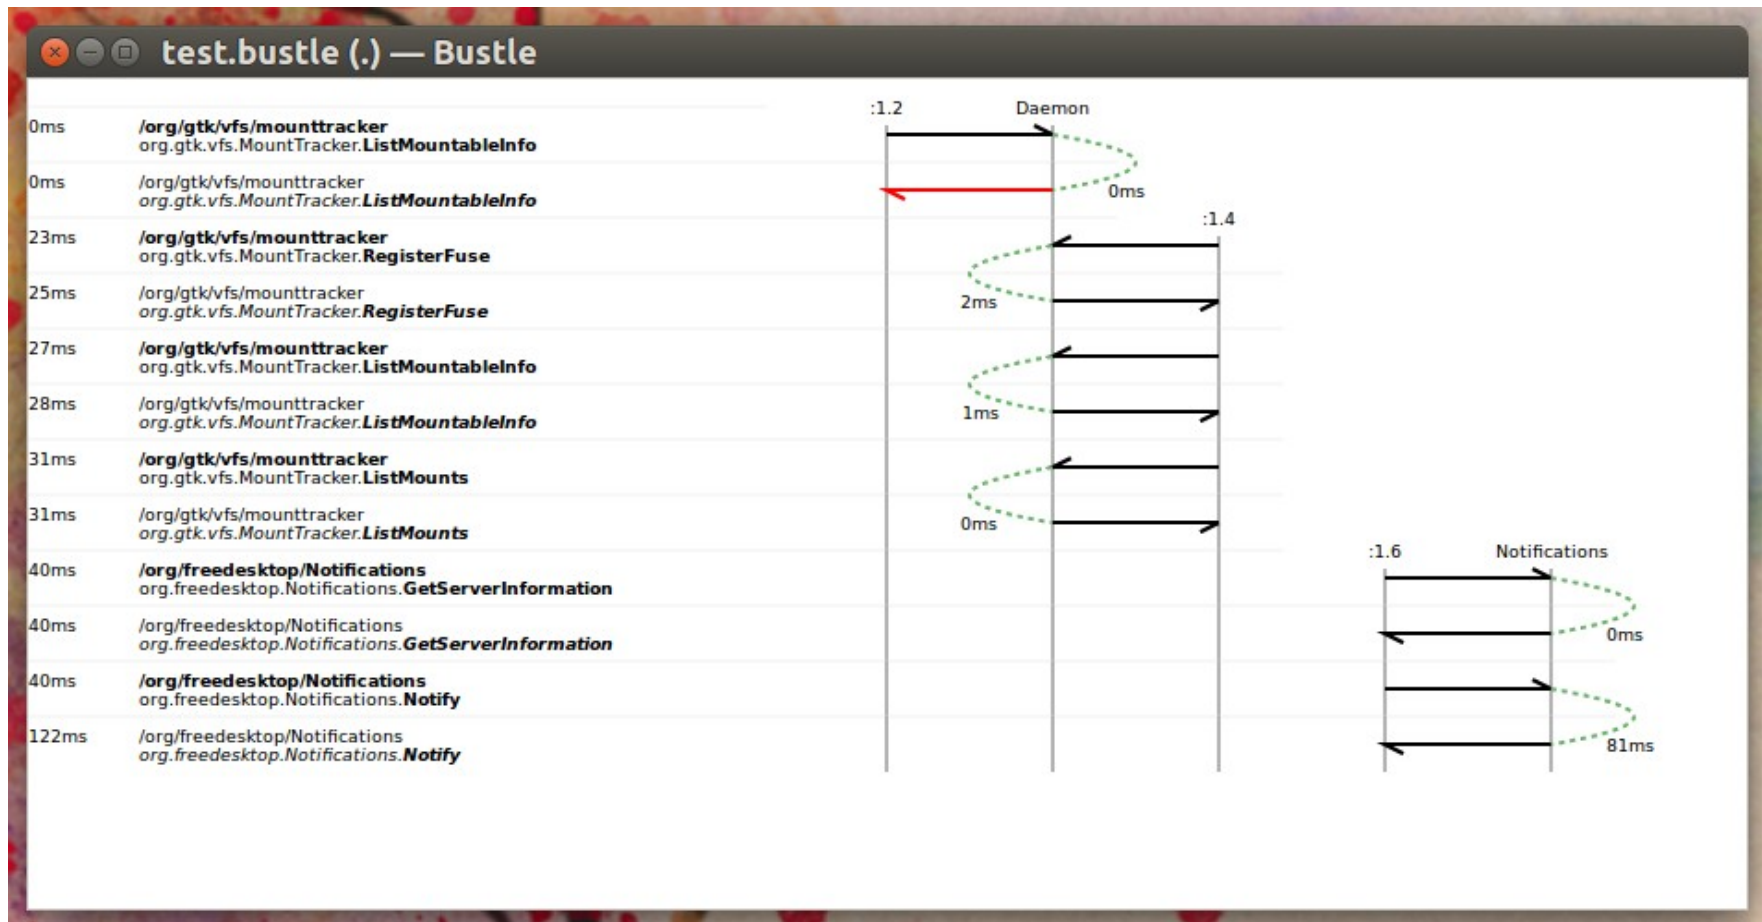 test.bustle (.) — Bustle
:1.2 Daemon
0ms /org/gtk/vfs/mounttracker
org.gtk.vfs.MountTracker.ListMountableInfo
0ms /org/gtk/vfs/mounttracker
org.gtk.vfs.MountTracker.ListMountableInfo 0ms
:1.4
23ms /org/gtk/vfs/mounttracker
org.gtk.vfs.MountTracker.RegisterFuse
25ms /org/gtk/vfs/mounttracker
org.gtk.vfs.MountTracker.RegisterFuse 2ms
27ms /org/gtk/vfs/mounttracker
org.gtk.vfs.MountTracker.ListMountableInfo
28ms /org/gtk/vfs/mounttracker
org.gtk.vfs.MountTracker.ListMountableInfo 1ms
31ms /org/gtk/vfs/mounttracker
org.gtk.vfs.MountTracker.ListMounts
31ms /org/gtk/vfs/mounttracker
org.gtk.vfs.MountTracker.ListMounts 0ms
:1.6 Notifications
40ms /org/freedesktop/Notifications
org.freedesktop.Notifications.GetServerInformation
40ms /org/freedesktop/Notifications
org.freedesktop.Notifications.GetServerInformation 0ms
40ms /org/freedesktop/Notifications
org.freedesktop.Notifications.Notify
122ms /org/freedesktop/Notifications
org.freedesktop.Notifications.Notify 81ms